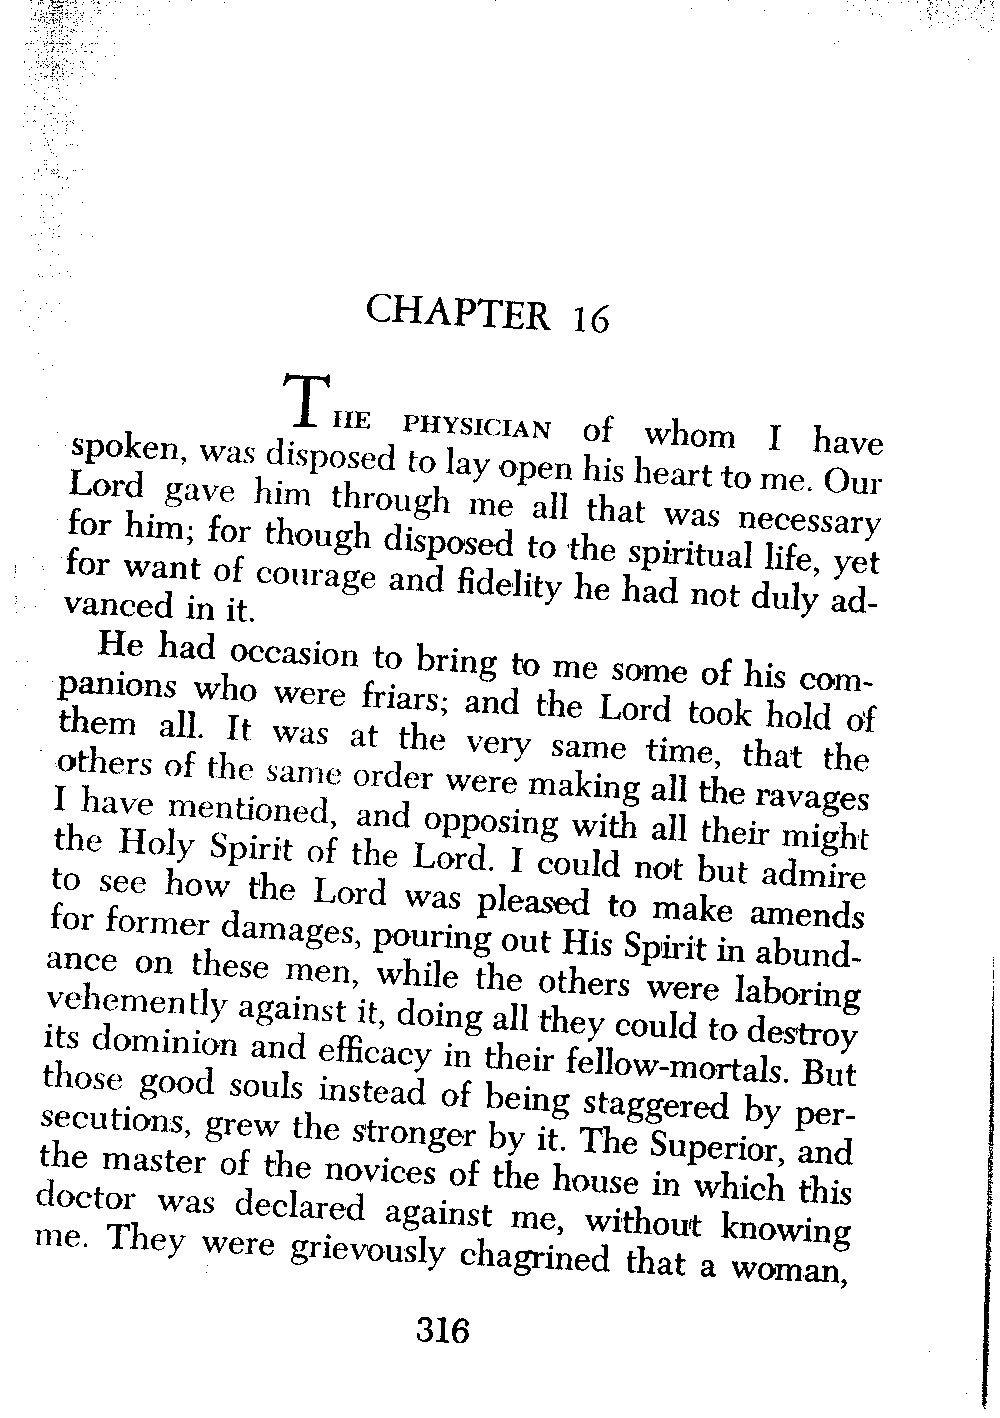 CHAPTER 16
THE PHYSICIAN of whom I have
spoken, was disposed to lay open his heart to me. Our
Lord gave him through me all that was necessary
for him; for though disposed to the spiritual life, yet
for want of courage and fidelity he had not duly ad-
vanced in it.
He had occasion to bring to me some of his com-
panions who were friars; and the Lord took hold of
them all. It was at the very same time, that the
others of the same order were making all the ravages
I have mentioned, and opposing with all their might
the Holy Spirit of the Lord. I could not but admire
to see how the Lord was pleased to make amends
for former damages, pouring out His Spirit in abund-
ance on these men, while the others were laboring
vehemently against it, doing all they could to destroy
its dominion and efficacy in their fellow-mortals. But
those good souls instead of being staggered by per-
secutions, grew the stronger by it. The Superior, and
the master of the novices of the house in which this
doctor was declared against me, without knowing
me. They were grievously chagrined that a woman,
316